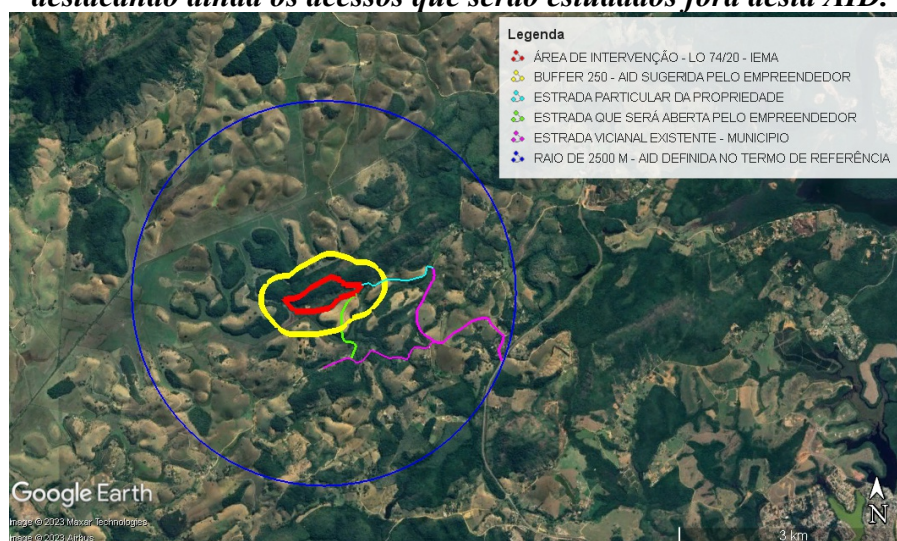 destacando ainda os acessos que serão estudados fora desta AID.
Legenda
ÁREA DE INTERVENÇÃO - LO 74/20 - IEMA
BUFFER 250 - AID SUGERIDA PELO EMPREENDEDOR
ESTRADA PARTICULAR DA PROPRIEDADE
ESTRADA QUE SERÁ ABERTA PELO EMPREENDEDOR
ESTRADA VICIANAL EXISTENTE - MUNICIPIO
RAIO DE 2500 M - AID DEFINIDA NO TERMO DE REFERÊNCIA
Google Earth
Image © 2023 Maxar Technologies
Image © 2023 Airbus
N
3 km